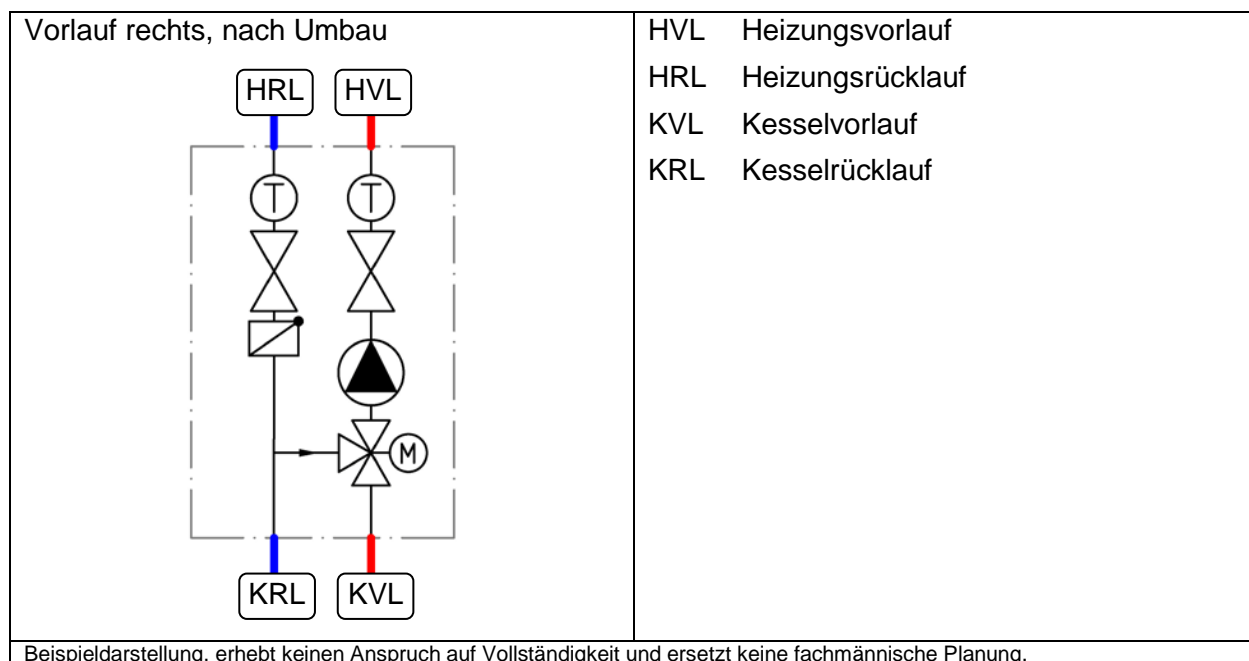 Vorlauf rechts, nach Umbau
HRL HVL
T T
M
KRL KVL
HVL Heizungsvorlauf
HRL Heizungsrücklauf
KVL Kesselvorlauf
KRL Kesselrücklauf
Beispieldarstellung, erhebt keinen Anspruch auf Vollständigkeit und ersetzt keine fachmännische Planung.